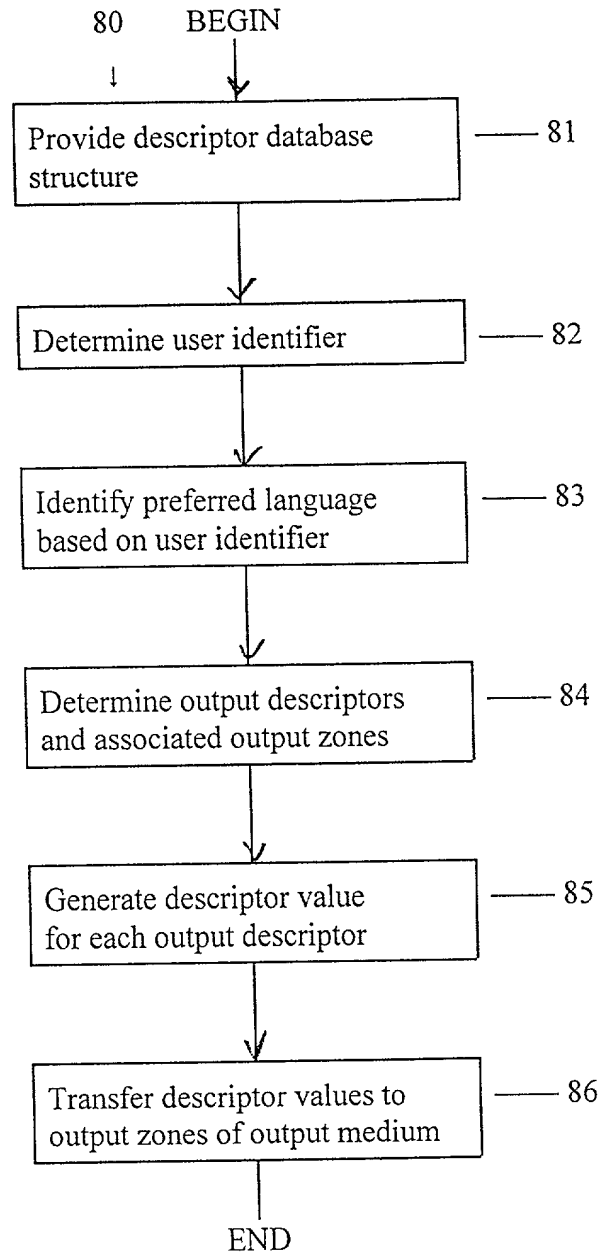 80 BEGIN
Provide descriptor database 81
structure
Determine user identifier 82
Identify preferred language 83
based on user identifier
Determine output descriptors 84
and associated output zones
Generate descriptor value 85
for each output descriptor
Transfer descriptor values to 86
output zones of output medium
END